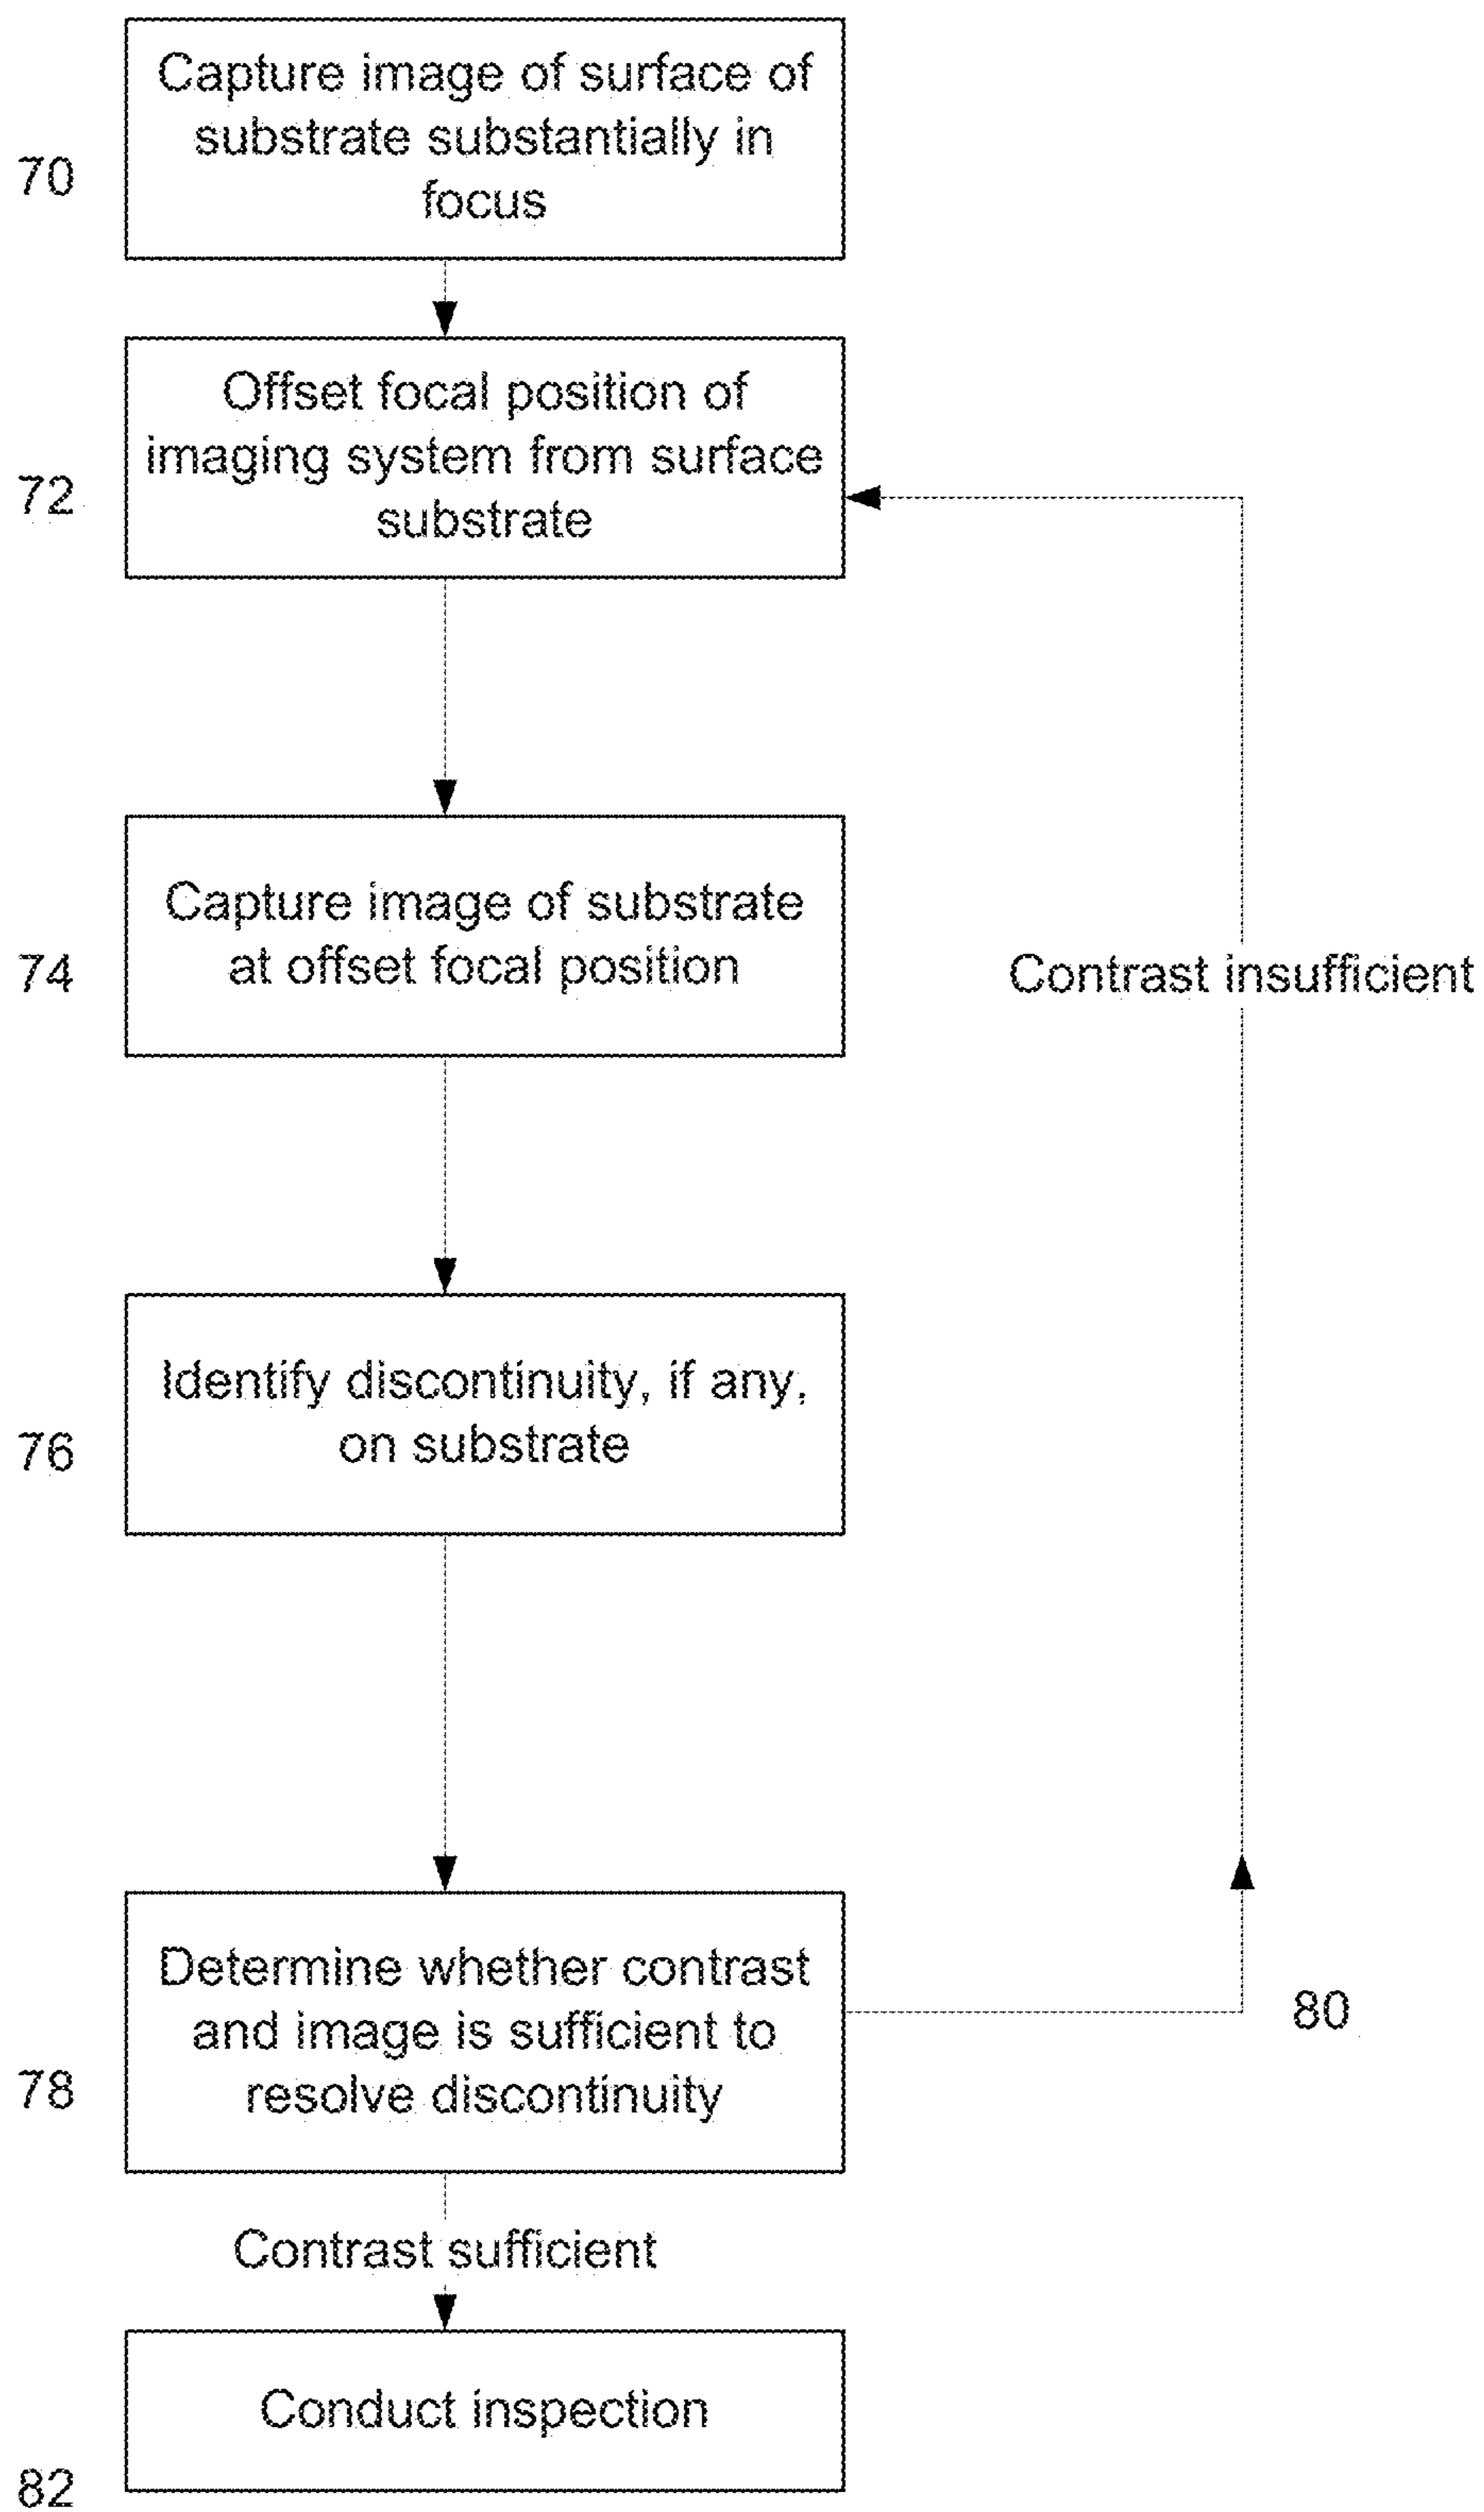 Capture image of surface of
substrate substantially in
focus
70
Offset focal position of
imaging system from surface
substrate
72
Capture image of substrate
at offset focal position
74
Contrast insufficient
Identify discontinuity, if any,
on substrate
76
Determine whether contrast
and image is sufficient to
resolve discontinuity
78
80
Contrast sufficient
Conduct inspection
82